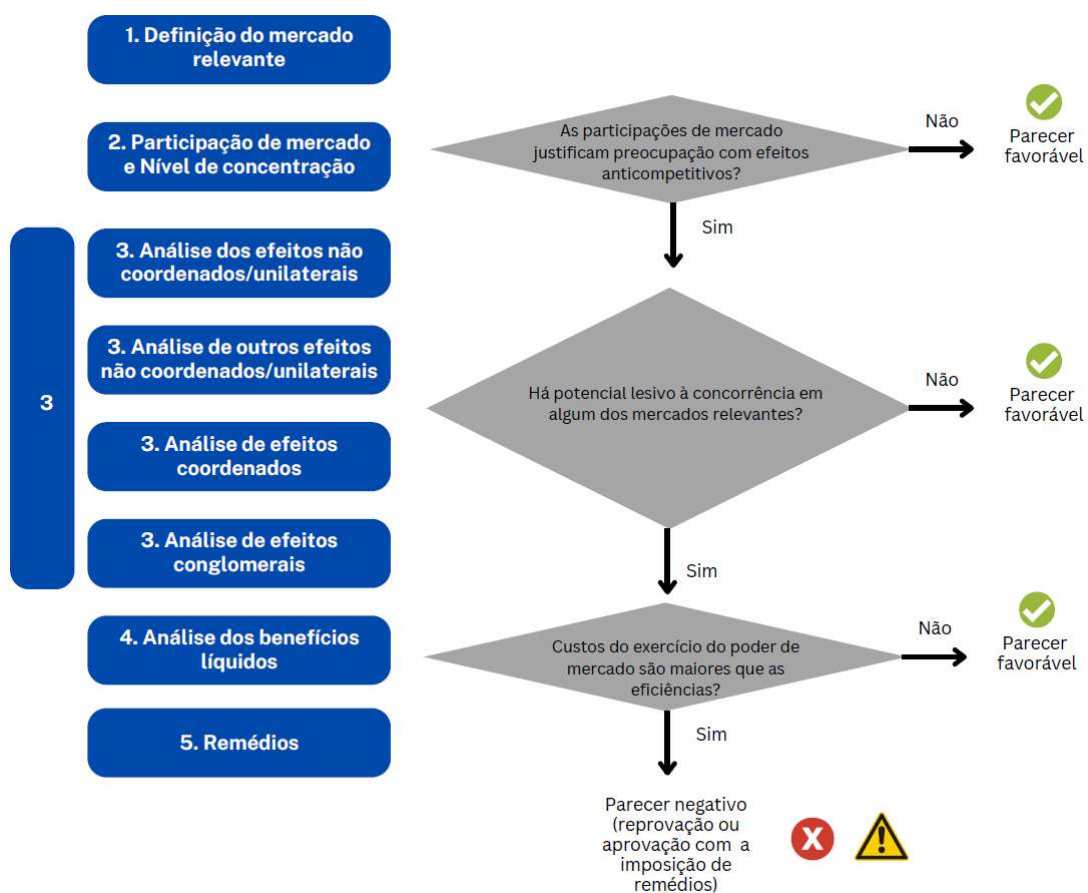 1. Definição do mercado
relevante
2. Participação de mercado
e Nível de concentração
As participações de mercado
justificam preocupação com efeitos
anticompetitivos?
Não
Parecer
favorável
Sim
3
3. Análise dos efeitos não
coordenados/unilaterais
3. Análise de outros efeitos
não coordenados/unilaterais
3. Análise de efeitos
coordenados
3. Análise de efeitos
conglomerais
Há potencial lesivo à concorrência em
algum dos mercados relevantes?
Não
Parecer
favorável
Sim
4. Análise dos benefícios
líquidos
Custos do exercício do poder de
mercado são maiores que as
eficiências?
Não
Parecer
favorável
5. Remédios
Sim
Parecer negativo
(reprovação ou
aprovação com a
imposição de
remédios)